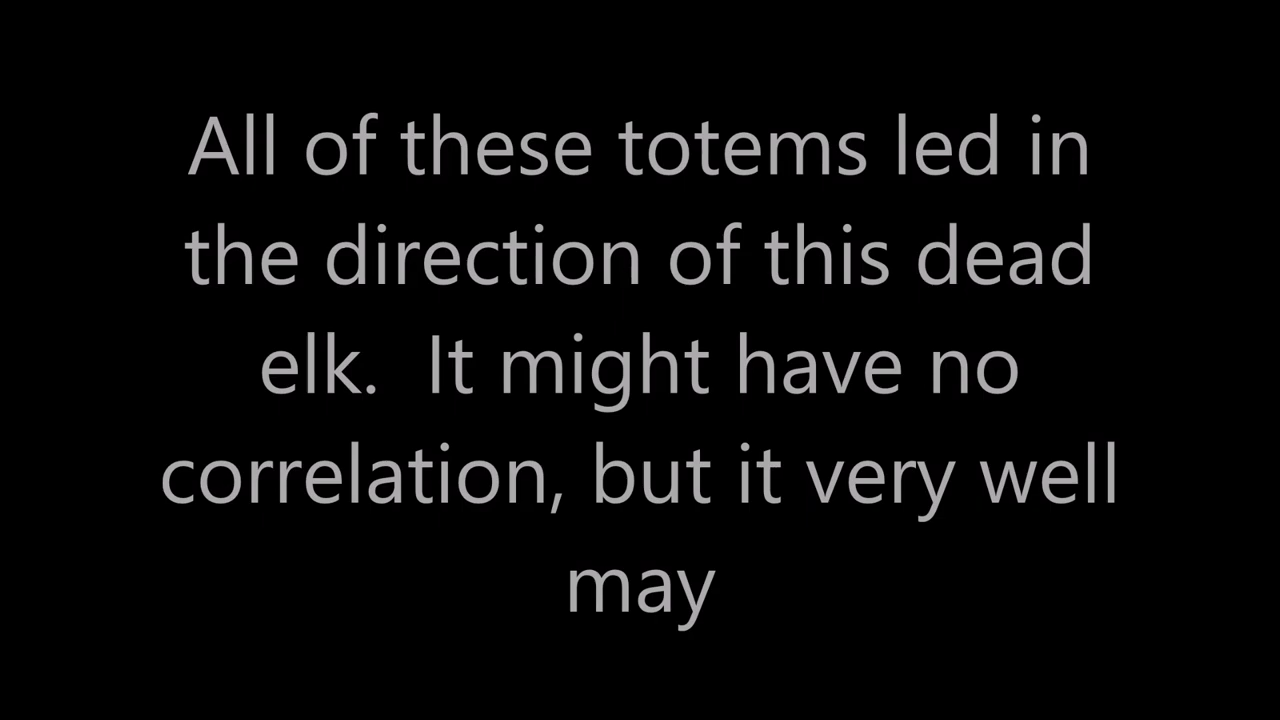 All of these totems led in
the direction of this dead
elk.  It might have no
correlation, but it very well
may